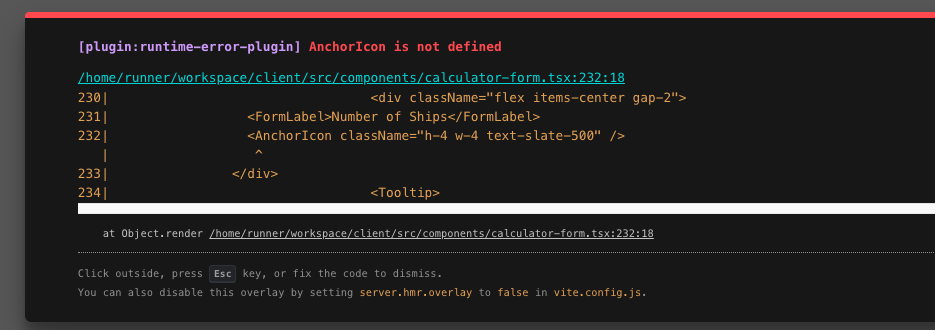 [plugin:runtime-error-plugin] AnchorIcon is not defined
/home/runner/workspace/client/src/components/calculator-form.tsx:232:18
230|                                  <div className="flex items-center gap-2">
231|                  <FormLabel>Number of Ships</FormLabel>
232|                  <AnchorIcon className="h-4 w-4 text-slate-500" />
   |                   ^
233|                </div>
234|                                  <Tooltip>
at Object.render /home/runner/workspace/client/src/components/calculator-form.tsx:232:18
Click outside, press Esc key, or fix the code to dismiss.
You can also disable this overlay by setting server.hmr.overlay to false in vite.config.js.